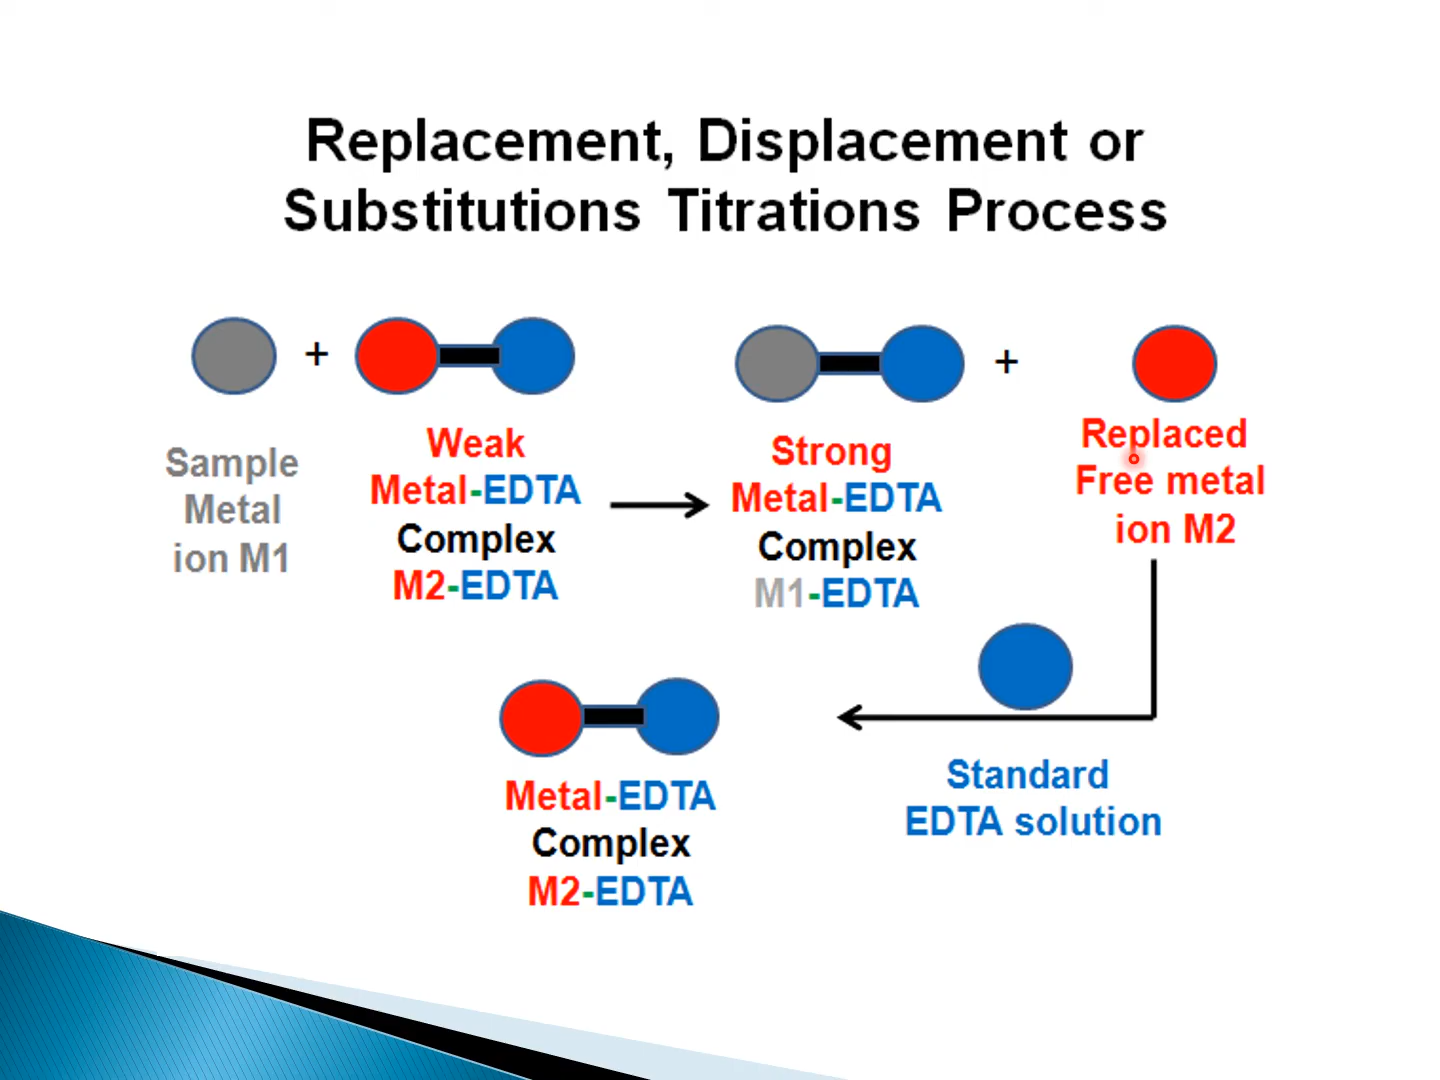 Replacement, Displacement or
Substitutions Titrations Process
+
+
Sample
Metal
ion M1
Weak
Metal-EDTA
Complex
M2-EDTA
Strong
Metal-EDTA
Complex
M1-EDTA
Replaced
Free metal
ion M2
Standard
EDTA solution
Metal-EDTA
Complex
M2-EDTA